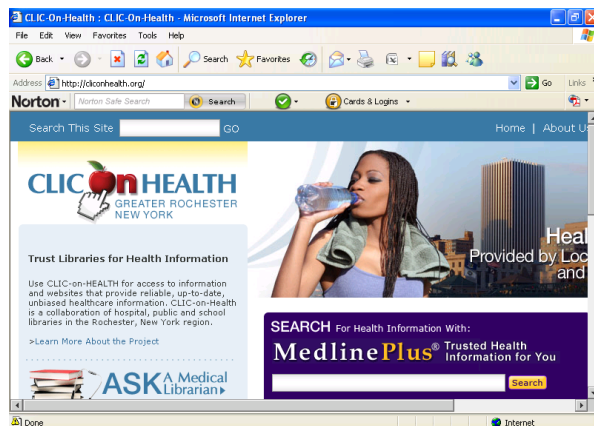 CLIC-On-Health : CLIC-On-Health - Microsoft Internet Explorer
File Edit View Favorites Tools Help
Back Search Favorites
Address http://cliconhealth.org/ Go Links
Norton Norton Safe Search Search Cards & Logins
Search This Site GO Home | About Us
CLIC on HEALTH
GREATER ROCHESTER
NEW YORK
Heal
Provided by Loc
and
Trust Libraries for Health Information
Use CLIC-on-HEALTH for access to information
and websites that provide reliable, up-to-date,
unbiased healthcare information. CLIC-on-Health
is a collaboration of hospital, public and school
libraries in the Rochester, New York region.
>Learn More About the Project
ASK A Medical
Librarian
SEARCH For Health Information With:
MedlinePlus® Trusted Health
Information for You
Search
Done Internet